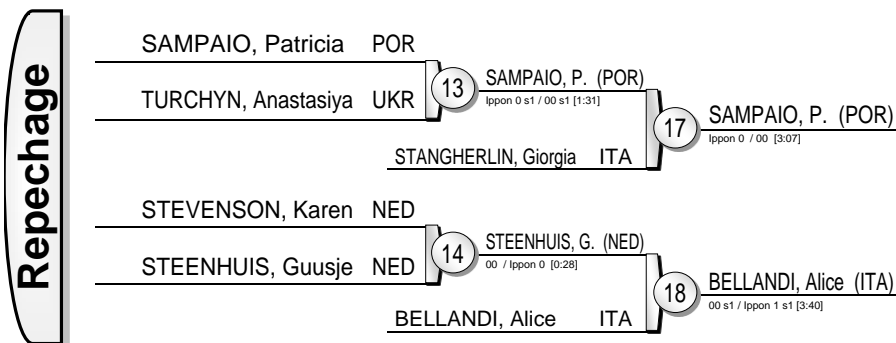 Repechage
SAMPAIO, Patricia POR
TURCHYN, Anastasiya UKR
13
SAMPAIO, P. (POR)
Ippon 0 s1 / 00 s1 [1:31]
STANGHERLIN, Giorgia ITA
17
SAMPAIO, P. (POR)
Ippon 0 / 00 [3:07]
STEVENSON, Karen NED
STEENHUIS, Guusje NED
14
STEENHUIS, G. (NED)
00 / Ippon 0 [0:28]
BELLANDI, Alice ITA
18
BELLANDI, Alice (ITA)
00 s1 / Ippon 1 s1 [3:40]